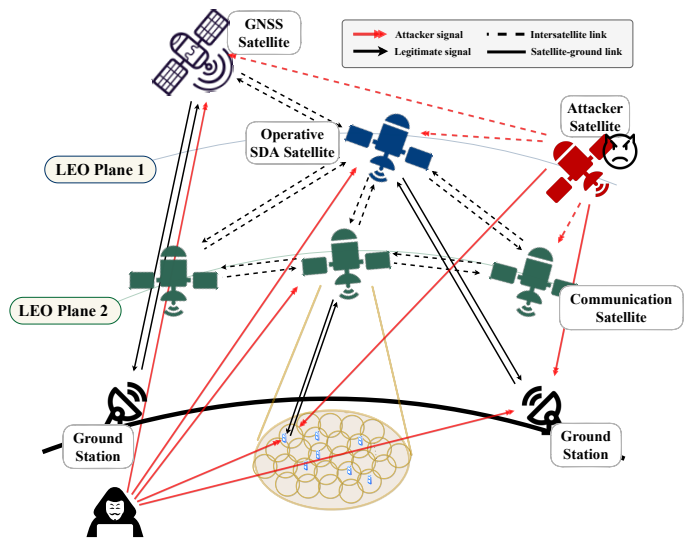 GNSS
Satellite
Attacker signal
Legitimate signal
Intersatellite link
Satellite-ground link
Attacker
Satellite
Operative
SDA Satellite
LEO Plane 1
LEO Plane 2
Communication
Satellite
Ground
Station
Ground
Station